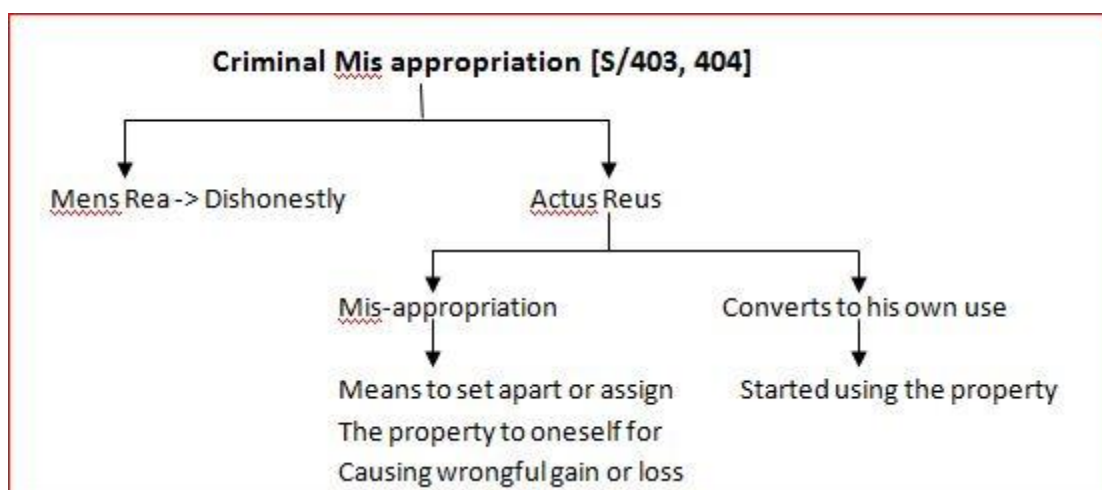 Criminal Mis appropriation [S/403, 404]
Mens Rea -> Dishonestly
Actus Reus
Mis-appropriation
Converts to his own use
Means to set apart or assign
The property to oneself for
Causing wrongful gain or loss
Started using the property